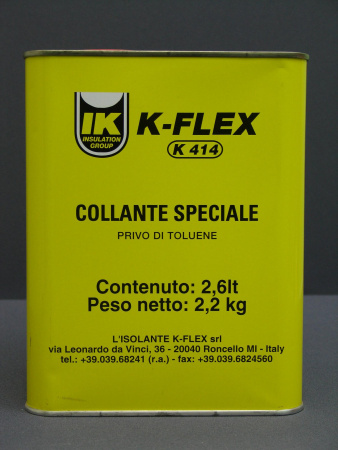 IK
INSULATION
GROUP
K-FLEX
K 414
COLLANTE SPECIALE
PRIVO DI TOLUENE
Contenuto: 2,6lt
Peso netto: 2,2 kg
L'ISOLANTE K-FLEX srl
via Leonardo da Vinci, 36 - 20040 Roncello MI - Italy
tel.: +39.039.68241 (r.a.) - fax: +39.039.6824560